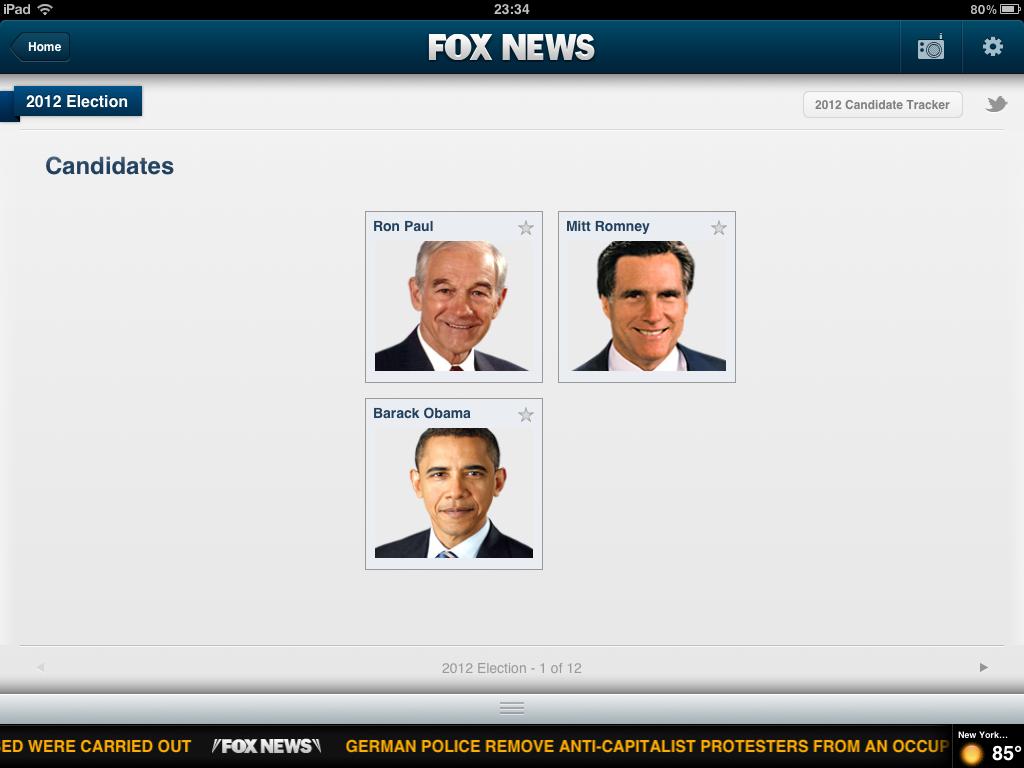 iPad 23:34 80%
Home FOX NEWS
2012 Election 2012 Candidate Tracker
Candidates
Ron Paul Mitt Romney
Barack Obama
2012 Election - 1 of 12
SED WERE CARRIED OUT FOX NEWS GERMAN POLICE REMOVE ANTI-CAPITALIST PROTESTERS FROM AN OCCUP
New York...
85°